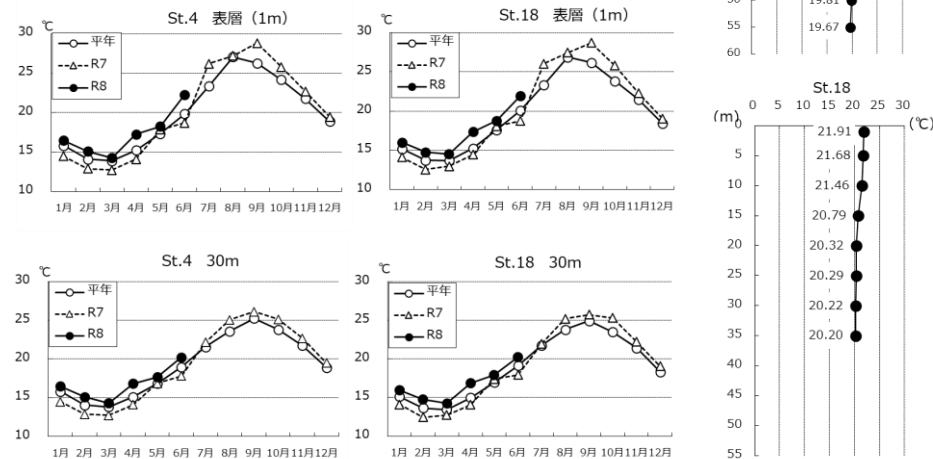 St.4 表層（1m）
℃
30
25
20
15
10
平年
R7
R8
1月 2月 3月 4月 5月 6月 7月 8月 9月 10月 11月 12月
St.18 表層（1m）
℃
30
25
20
15
10
平年
R7
R8
1月 2月 3月 4月 5月 6月 7月 8月 9月 10月 11月 12月
St.4 30m
℃
30
25
20
15
10
平年
R7
R8
1月 2月 3月 4月 5月 6月 7月 8月 9月 10月 11月 12月
St.18 30m
℃
30
25
20
15
10
平年
R7
R8
1月 2月 3月 4月 5月 6月 7月 8月 9月 10月 11月 12月
50 19.81
55 19.67
60
St.18
0 5 10 15 20 25 30
(m) (℃)
0 21.91
5 21.68
10 21.46
15 20.79
20 20.32
25 20.29
30 20.22
35 20.20
40
45
50
55